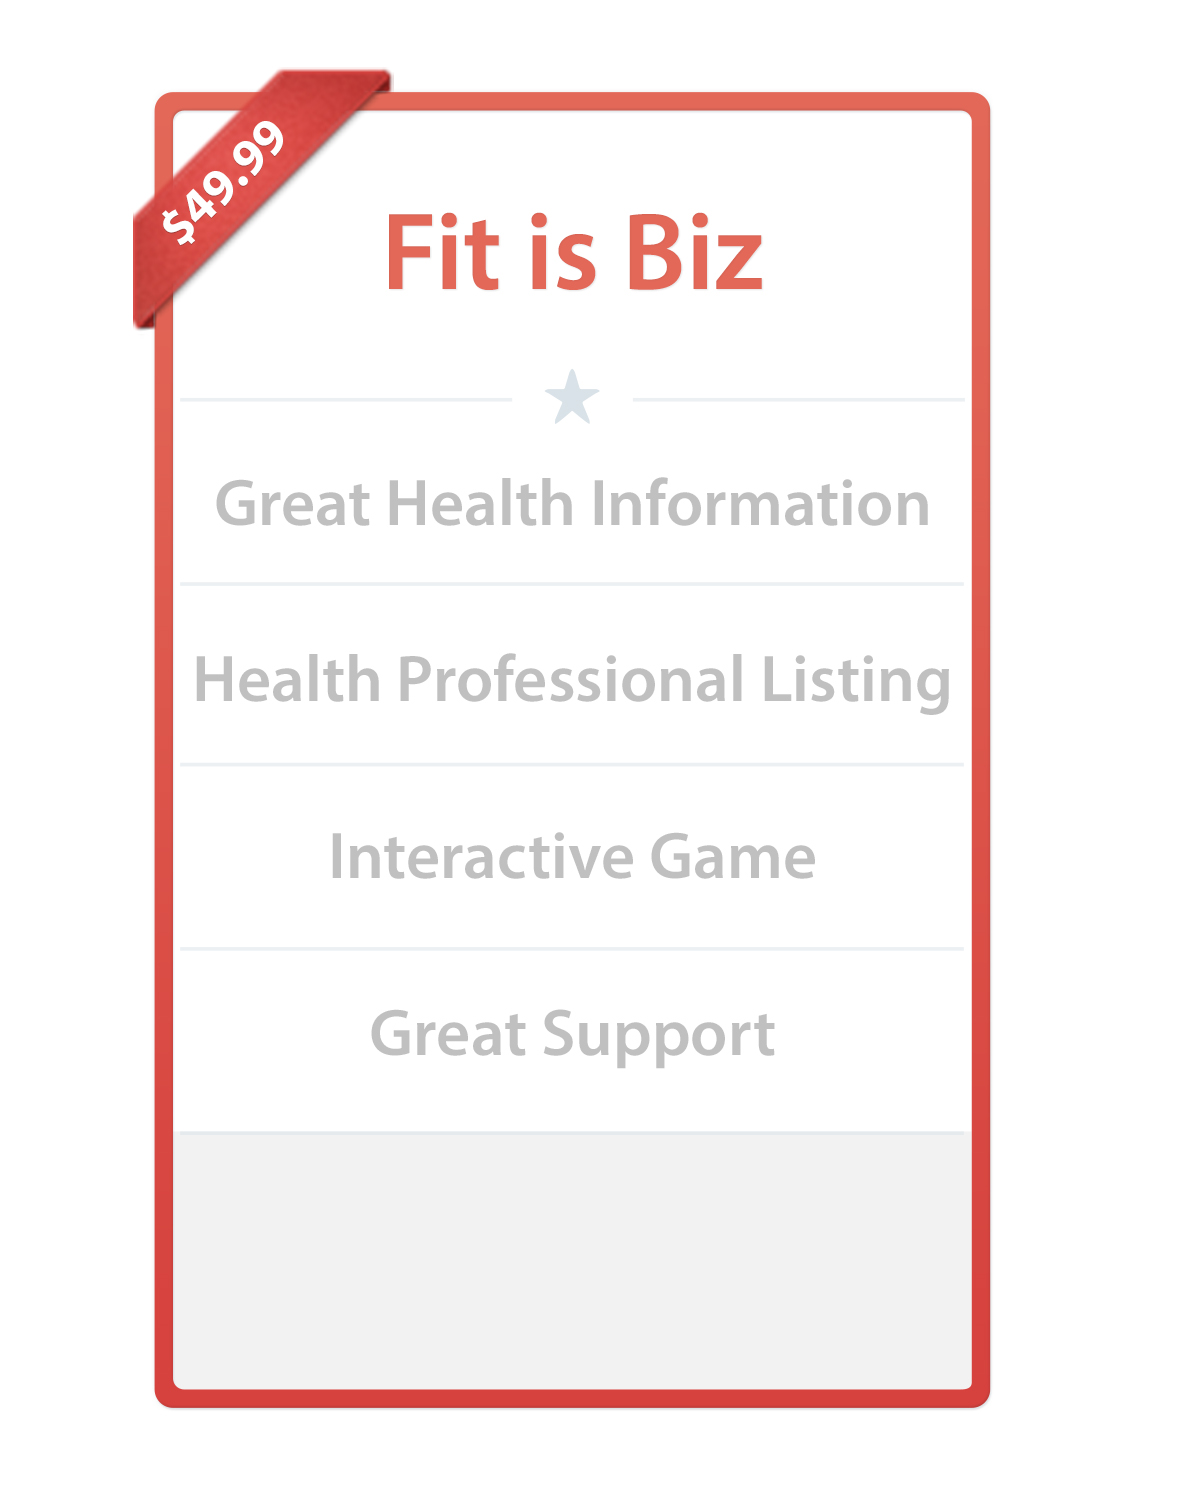 $49.99
Fit is Biz
Great Health Information
Health Professional Listing
Interactive Game
Great Support